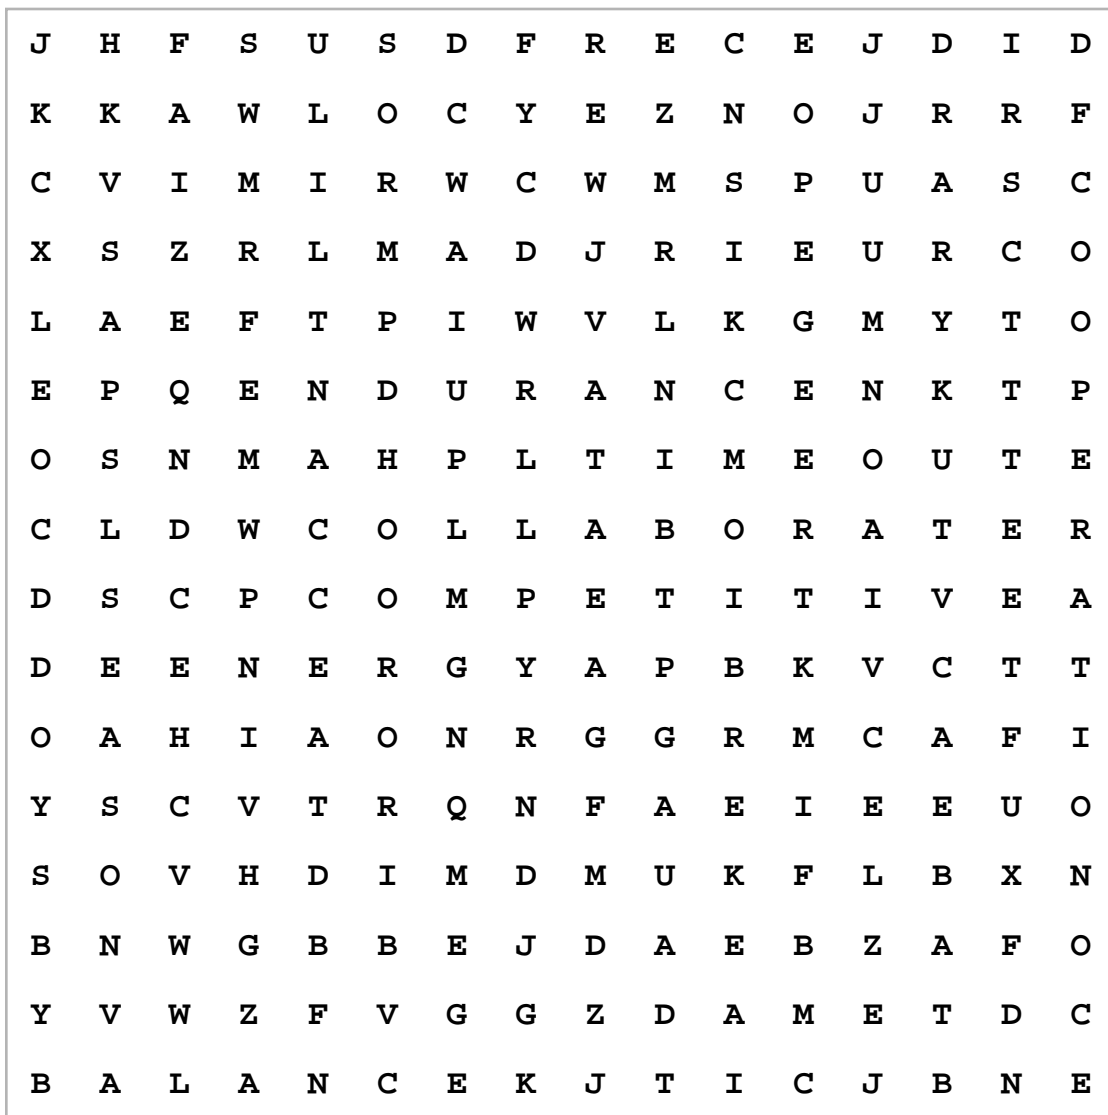 J H F S U S D F R E C E J D I D
K K A W L O C Y E Z N O J R R F
C V I M I R W C W M S P U A S C
X S Z R L M A D J R I E U R C O
L A E F T P I W V L K G M Y T O
E P Q E N D U R A N C E N K T P
O S N M A H P L T I M E O U T E
C L D W C O L L A B O R A T E R
D S C P C O M P E T I T I V E A
D E E N E R G Y A P B K V C T T
O A H I A O N R G G R M C A F I
Y S C V T R Q N F A E I E E U O
S O V H D I M D M U K F L B X N
B N W G B B E J D A E B Z A F O
Y V W Z F V G G Z D A M E T D C
B A L A N C E K J T I C J B N E